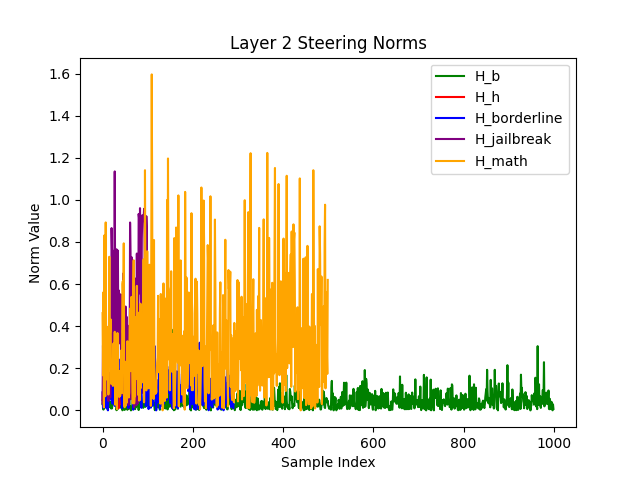 Layer 2 Steering Norms
H_b
H_h
H_borderline
H_jailbreak
H_math
Norm Value
1.6
1.4
1.2
1.0
0.8
0.6
0.4
0.2
0.0
0 200 400 600 800 1000
Sample Index